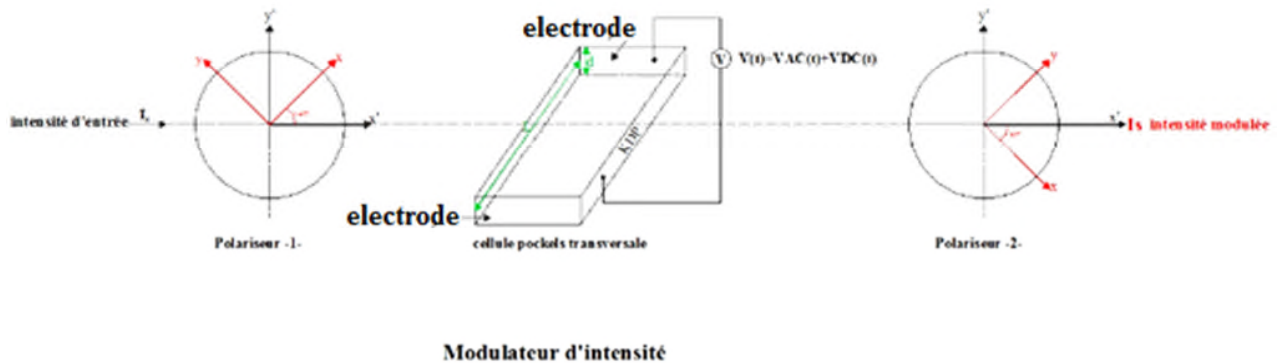 electrode
y'
y
x
d
V
V(t)=VAC(t)+VDC(t)
y'
y
intensité d'entrée
x'
L
KDP
x'
Is intensité modulée
x
electrode
Polariseur -1-
cellule pockels transversale
Polariseur -2-
Modulateur d'intensité